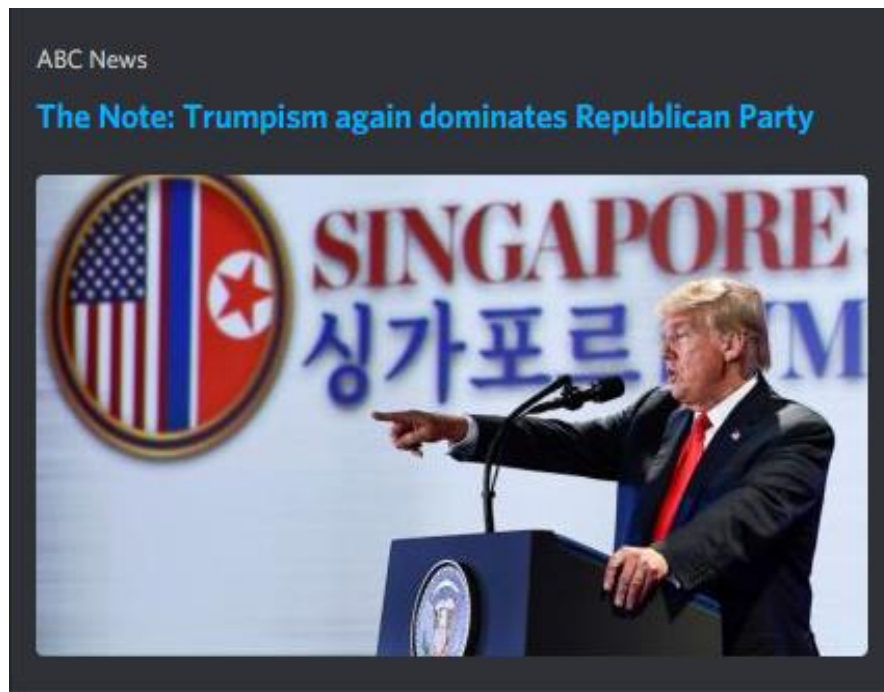 ABC News
The Note: Trumpism again dominates Republican Party
SINGAPORE
싱가포르